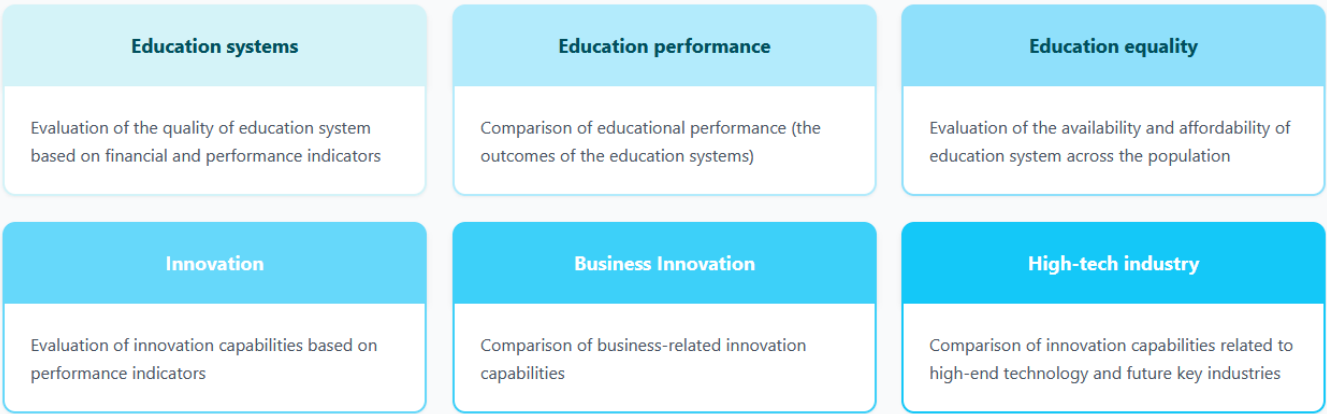 Education systems
Evaluation of the quality of education system
based on financial and performance indicators
Education performance
Comparison of educational performance (the
outcomes of the education systems)
Education equality
Evaluation of the availability and affordability of
education system across the population
Innovation
Evaluation of innovation capabilities based on
performance indicators
Business Innovation
Comparison of business-related innovation
capabilities
High-tech industry
Comparison of innovation capabilities related to
high-end technology and future key industries